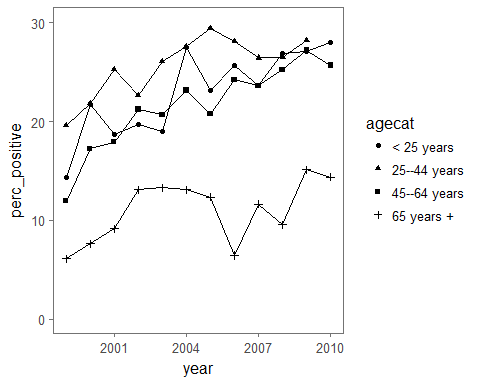 30
20
10
0
perc_positive
2001 2004 2007 2010
year
agecat
< 25 years
25--44 years
45--64 years
65 years +